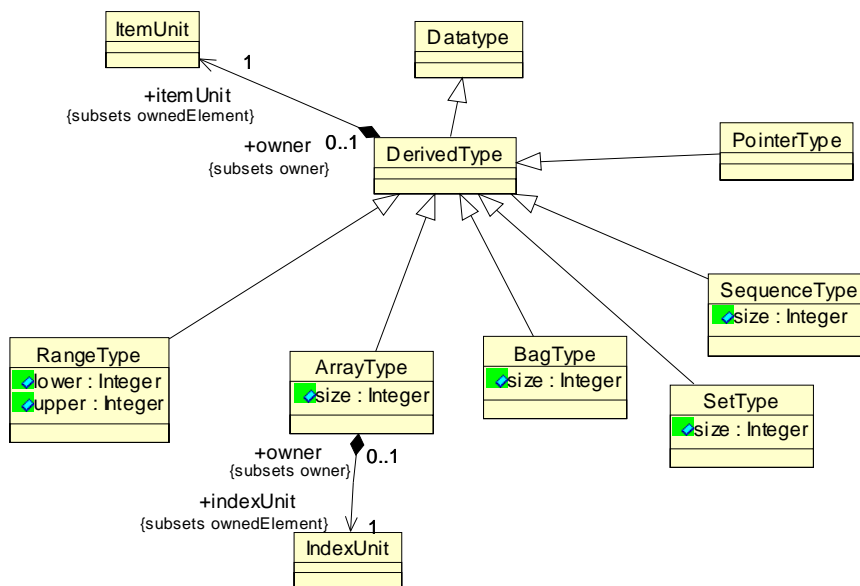 ItemUnit
Datatype
1
+itemUnit
{subsets ownedElement}
+owner
0..1
{subsets owner}
DerivedType
PointerType
SequenceType
size : Integer
RangeType
lower : Integer
upper : Integer
ArrayType
size : Integer
BagType
size : Integer
SetType
size : Integer
+owner
0..1
{subsets owner}
+indexUnit
{subsets ownedElement}
1
IndexUnit